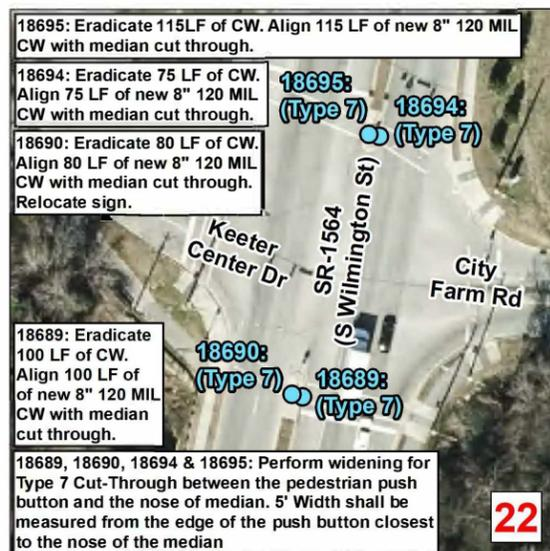 18695: Eradicate 115LF of CW. Align 115 LF of new 8" 120 MIL
CW with median cut through.
18694: Eradicate 75 LF of CW.
Align 75 LF of new 8" 120 MIL
CW with median cut through.
18690: Eradicate 80 LF of CW.
Align 80 LF of new 8" 120 MIL
CW with median cut through.
Relocate sign.
18695:
(Type 7)
18694:
(Type 7)
Keeter
Center Dr
SR-1564
(S Wilmington St)
City
Farm Rd
18689: Eradicate
100 LF of CW.
Align 100 LF of
of new 8" 120 MIL
CW with median
cut through.
18690:
(Type 7)
18689:
(Type 7)
18689, 18690, 18694 & 18695: Perform widening for
Type 7 Cut-Through between the pedestrian push
button and the nose of median. 5' Width shall be
measured from the edge of the push button closest
to the nose of the median
22